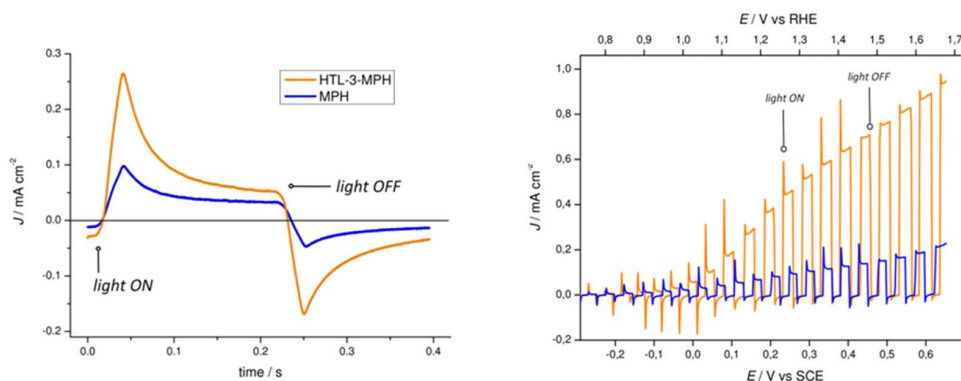 0.3
0.2
0.1
0.0
-0.1
-0.2
J / mA cm⁻²
HTL-3-MPH
MPH
light OFF
light ON
0.0 0.1 0.2 0.3 0.4
time / s
E / V vs RHE
0,8 0,9 1,0 1,1 1,2 1,3 1,4 1,5 1,6 1,7
1,0
0,8
0,6
0,4
0,2
0,0
0,2
J / mA cm⁻²
light ON
light OFF
-0,2 -0,1 0,0 0,1 0,2 0,3 0,4 0,5 0,6
E / V vs SCE